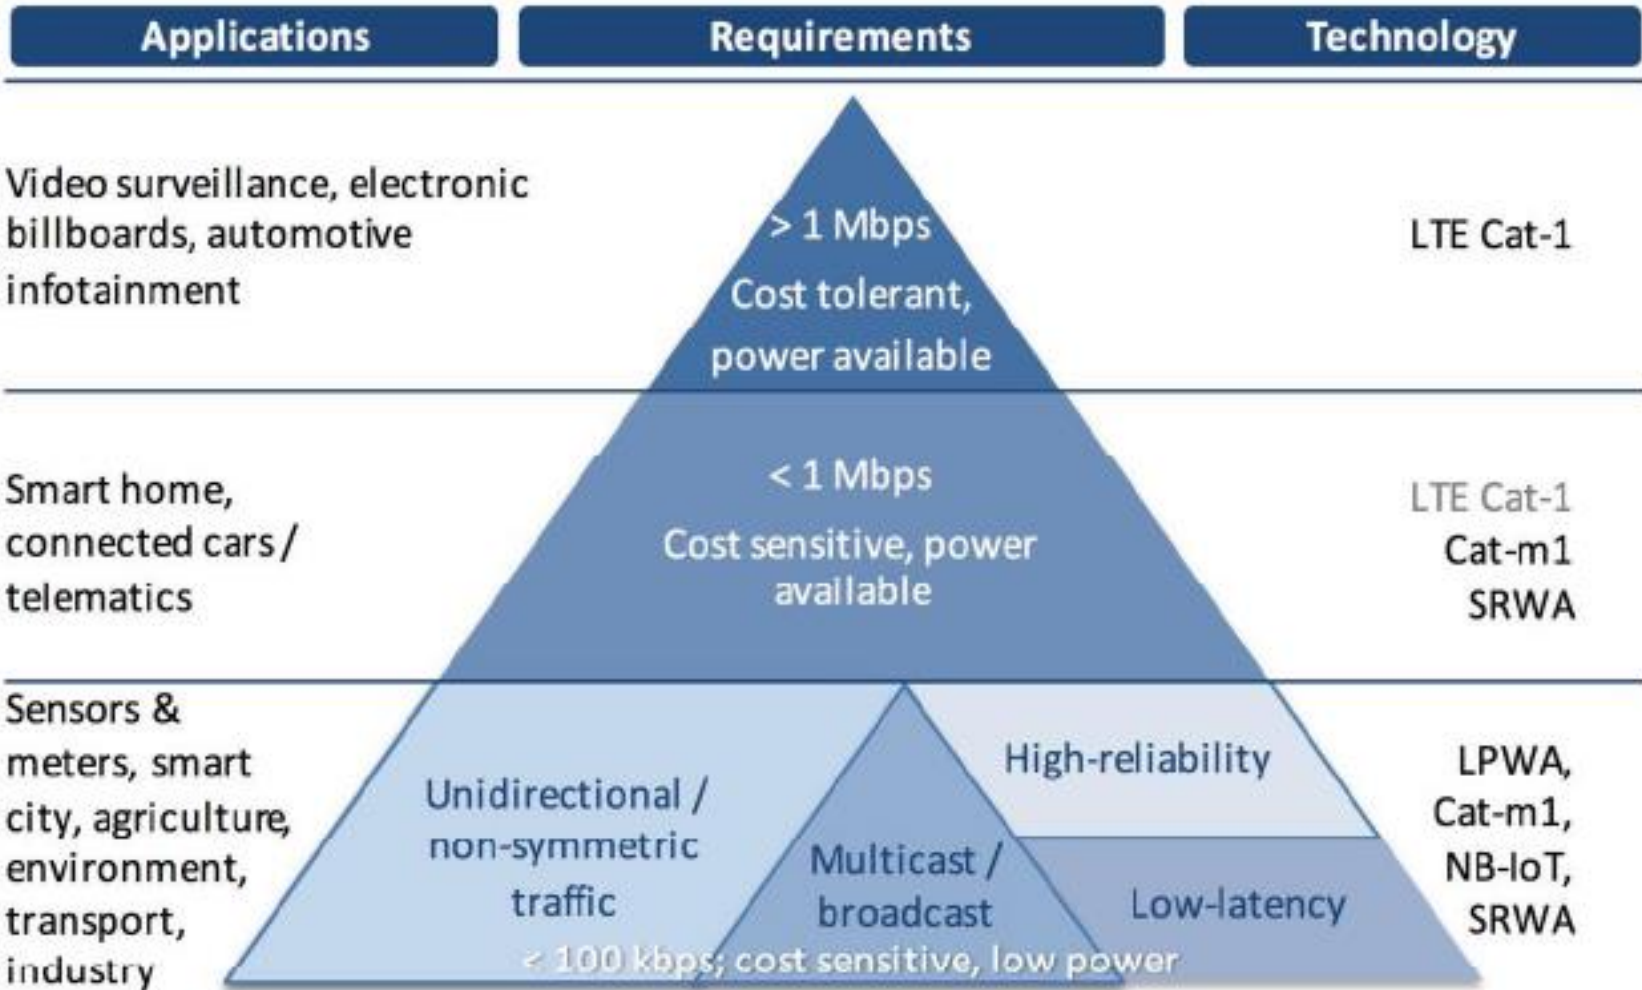 Applications
Requirements
Technology
Video surveillance, electronic
billboards, automotive
infotainment
> 1 Mbps
Cost tolerant,
power available
LTE Cat-1
Smart home,
connected cars /
telematics
< 1 Mbps
Cost sensitive, power
available
LTE Cat-1
Cat-m1
SRWA
Sensors &
meters, smart
city, agriculture,
environment,
transport,
industry
Unidirectional /
non-symmetric
traffic
Multicast /
broadcast
High-reliability
Low-latency
< 100 kbps; cost sensitive, low power
LPWA,
Cat-m1,
NB-IoT,
SRWA